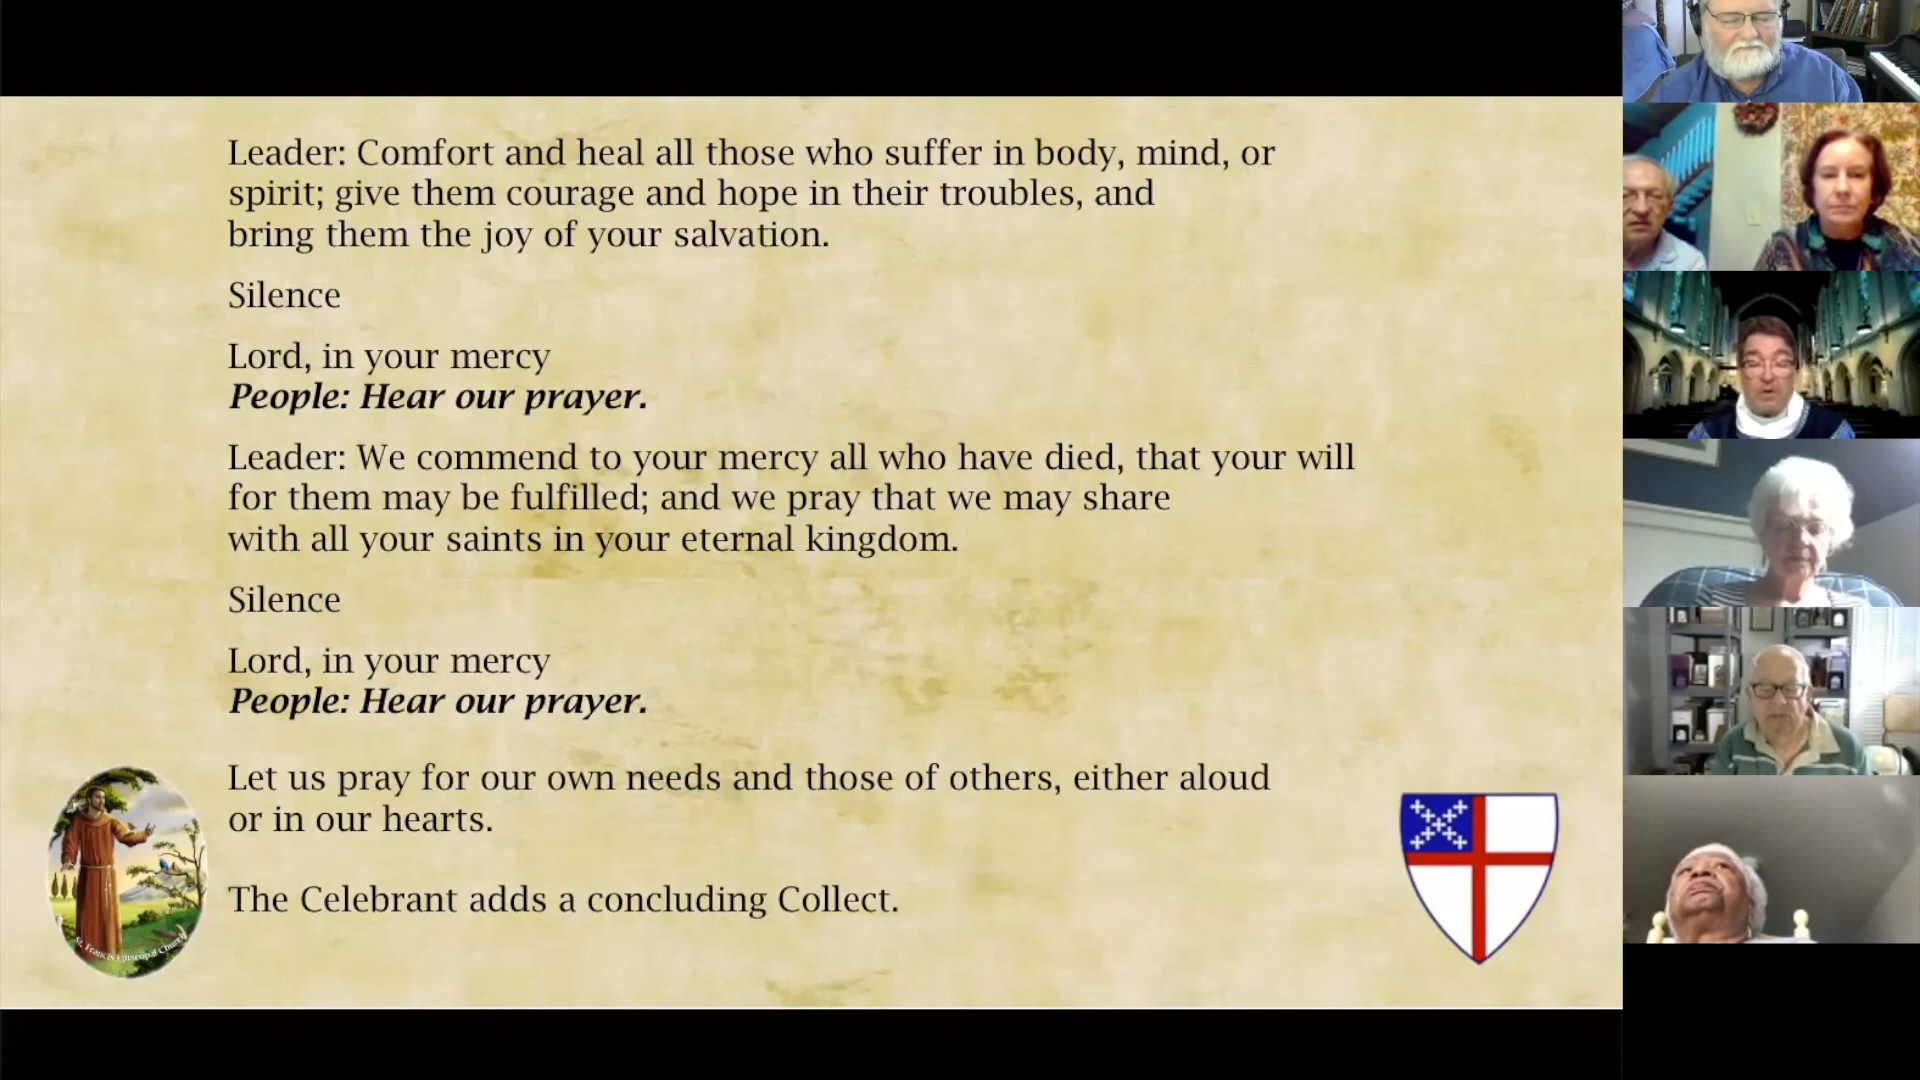 Leader: Comfort and heal all those who suffer in body, mind, or
spirit; give them courage and hope in their troubles, and
bring them the joy of your salvation.
Silence
Lord, in your mercy
People: Hear our prayer.
Leader: We commend to your mercy all who have died, that your will
for them may be fulfilled; and we pray that we may share
with all your saints in your eternal kingdom.
Silence
Lord, in your mercy
People: Hear our prayer.
Let us pray for our own needs and those of others, either aloud
or in our hearts.
The Celebrant adds a concluding Collect.
St. Francis Episcopal Church